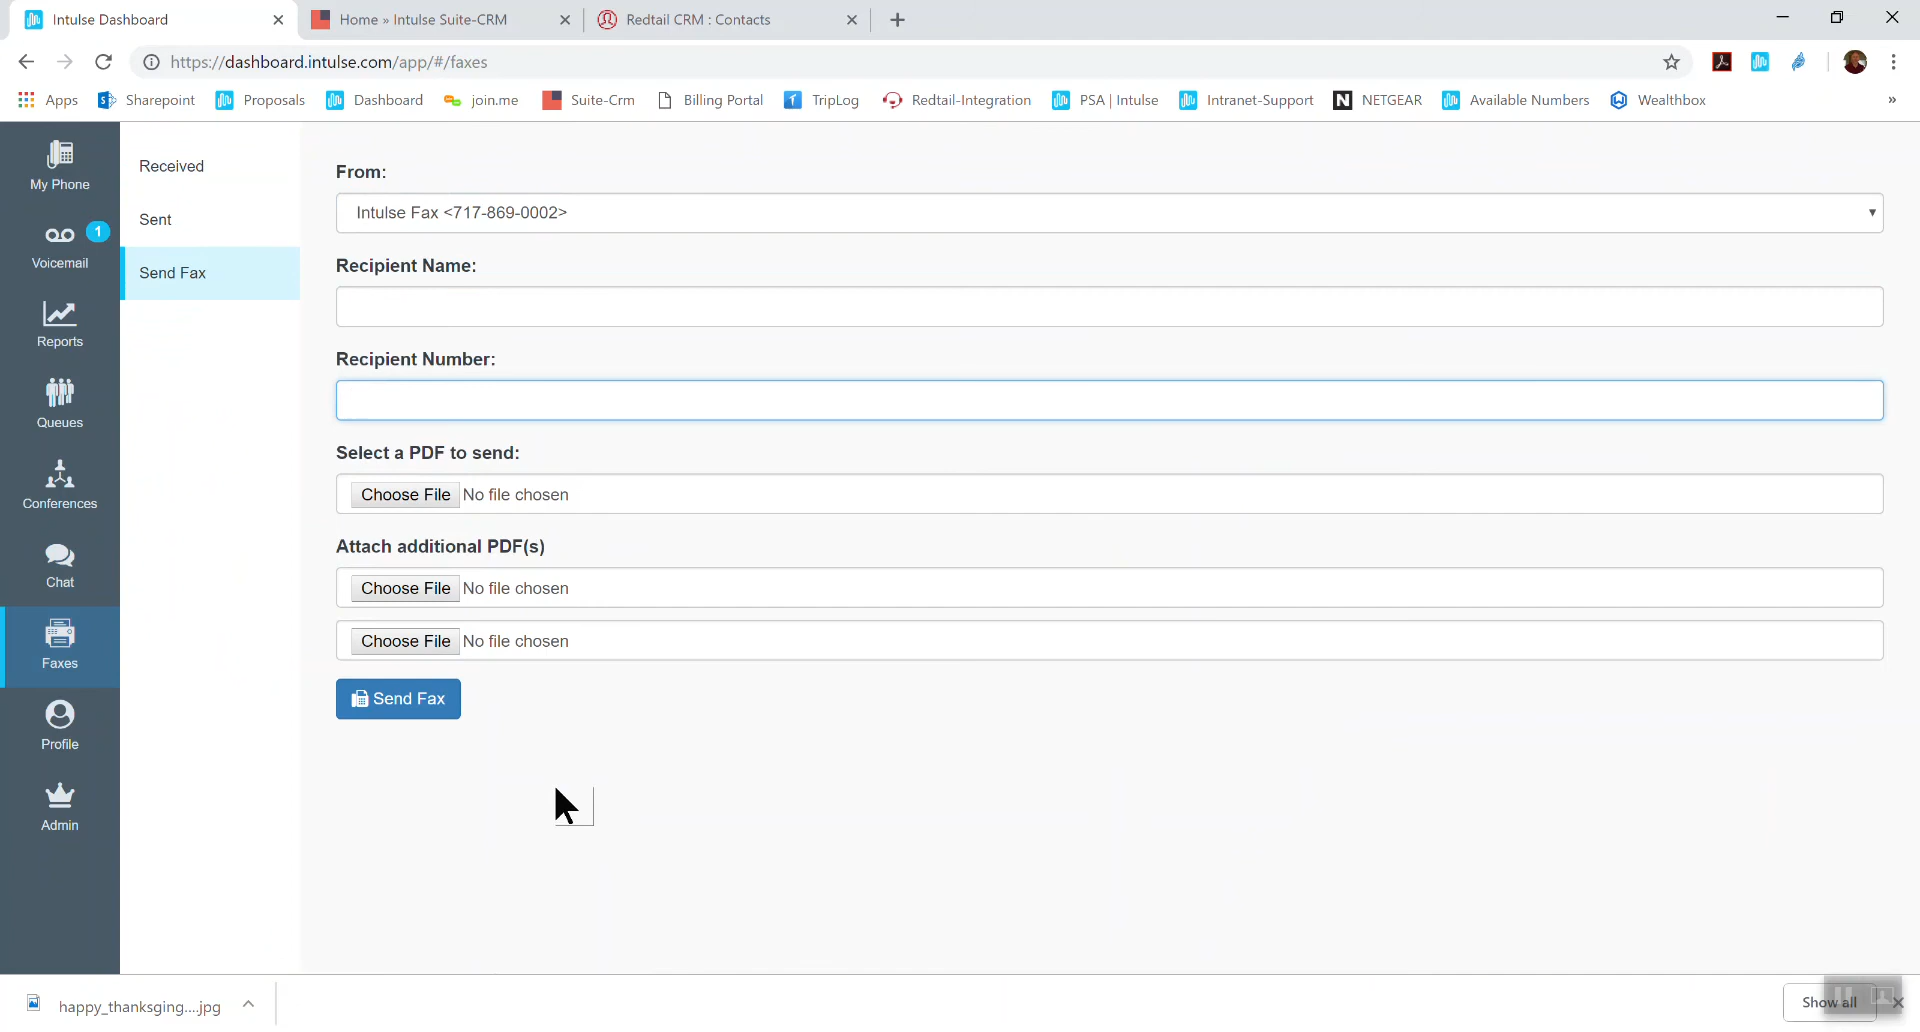 Intulse Dashboard
Home » Intulse Suite-CRM
Redtail CRM : Contacts
https://dashboard.intulse.com/app/#/faxes
Apps
Sharepoint
Proposals
Dashboard
join.me
Suite-Crm
Billing Portal
TripLog
Redtail-Integration
PSA | Intulse
Intranet-Support
NETGEAR
Available Numbers
Wealthbox
»
My Phone
1
Voicemail
Reports
Queues
Conferences
Chat
Faxes
Profile
Admin
Received
Sent
Send Fax
From:
Intulse Fax <717-869-0002>
Recipient Name:
Recipient Number:
Select a PDF to send:
Choose File No file chosen
Attach additional PDF(s)
Choose File No file chosen
Choose File No file chosen
Send Fax
happy_thanksging....jpg
Show all